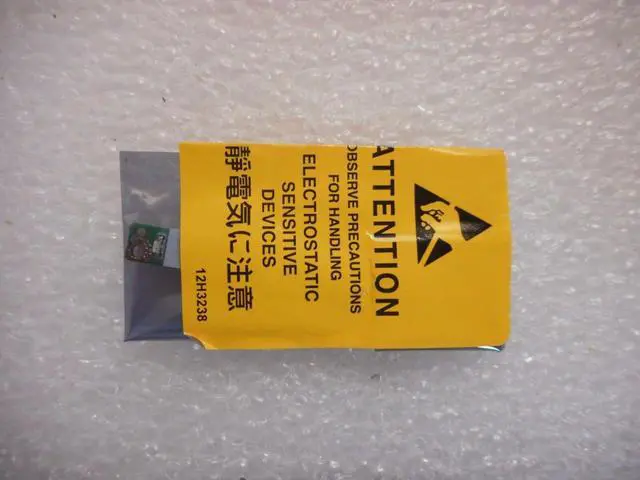 ATTENTION
OBSERVE PRECAUTIONS
FOR HANDLING
ELECTROSTATIC
SENSITIVE
DEVICES
静電気に注意
12H3238